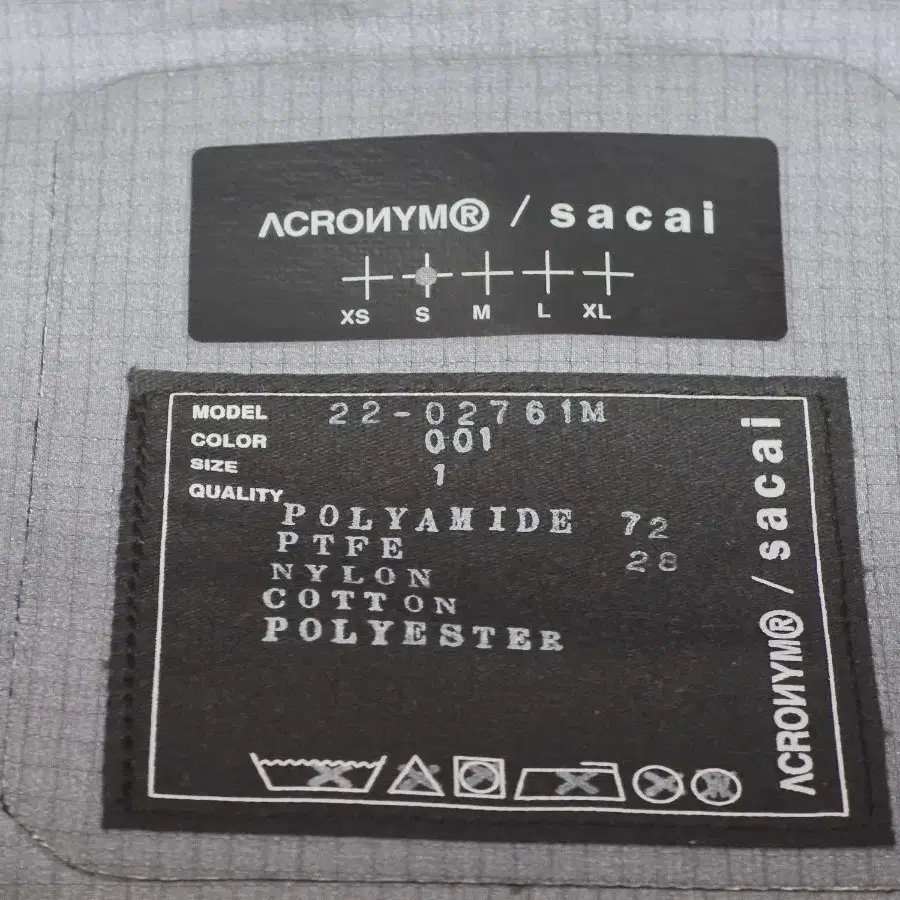 ACRONYM® / sacai
XS S M L XL
MODEL 22-02761M
COLOR 001
SIZE 1
QUALITY
POLYAMIDE 72
PTFE 28
NYLON
COTTON
POLYESTER
ACRONYM® / sacai